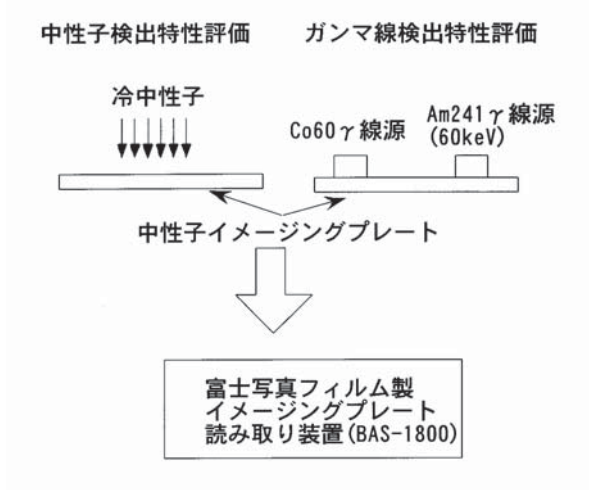 中性子検出特性評価
ガンマ線検出特性評価
冷中性子
Co60γ線源
Am241γ線源
(60keV)
中性子イメージングプレート
富士写真フィルム製
イメージングプレート
読み取り装置(BAS-1800)